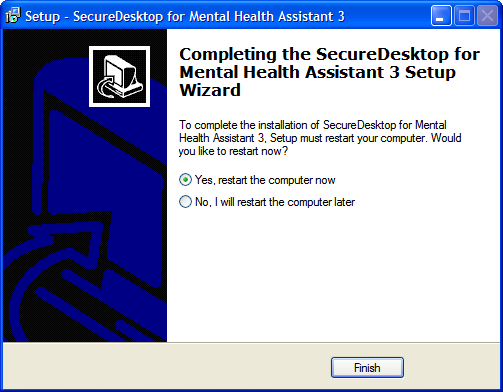 Setup - SecureDesktop for Mental Health Assistant 3
Completing the SecureDesktop for
Mental Health Assistant 3 Setup
Wizard
To complete the installation of SecureDesktop for Mental
Health Assistant 3, Setup must restart your computer. Would
you like to restart now?
Yes, restart the computer now
No, I will restart the computer later
Finish